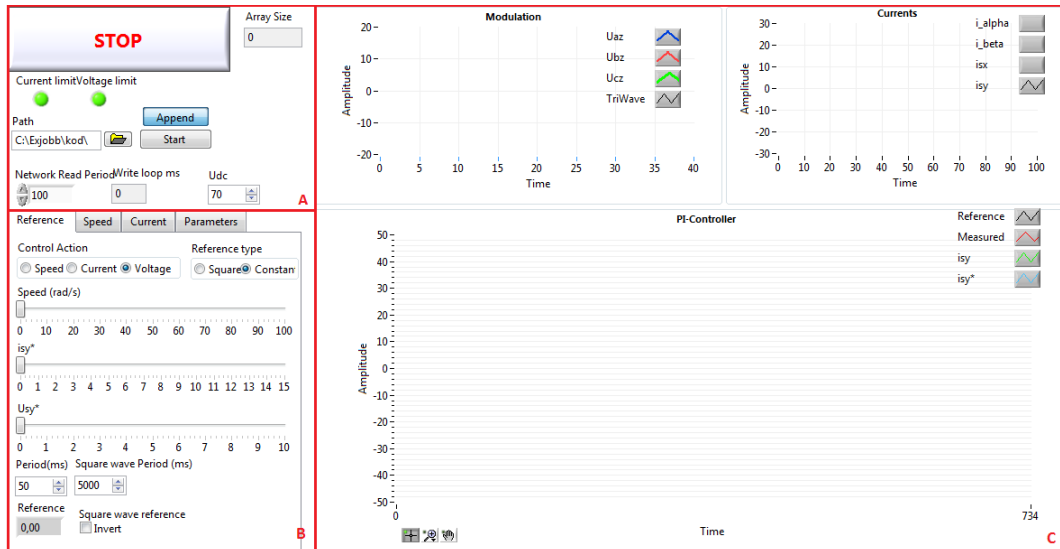 STOP
Array Size
0
Current limit Voltage limit
Path
Append
C:\Exjobb\kod\
Start
Network Read Period Write loop ms
Udc
100
0
70
A
Reference Speed Current Parameters
Control Action
Reference type
Speed Current Voltage
Square Constan
Speed (rad/s)
0 10 20 30 40 50 60 70 80 90 100
isy*
0 1 2 3 4 5 6 7 8 9 10 11 12 13 14 15
Usy*
0 1 2 3 4 5 6 7 8 9 10
Period(ms) Square wave Period (ms)
50 5000
Reference
Square wave reference
0,00
Invert
B
Modulation
Amplitude
20
10
0
-10
-20
0 5 10 15 20 25 30 35 40
Time
Uaz
Ubz
Ucz
TriWave
Currents
Amplitude
30
20
10
0
-10
-20
-30
0 10 20 30 40 50 60 70 80 90 100
Time
i_alpha
i_beta
isx
isy
PI-Controller
Reference
Measured
isy
isy*
Amplitude
50
40
30
20
10
0
-10
-20
-30
-40
-50
0
734
Time
C